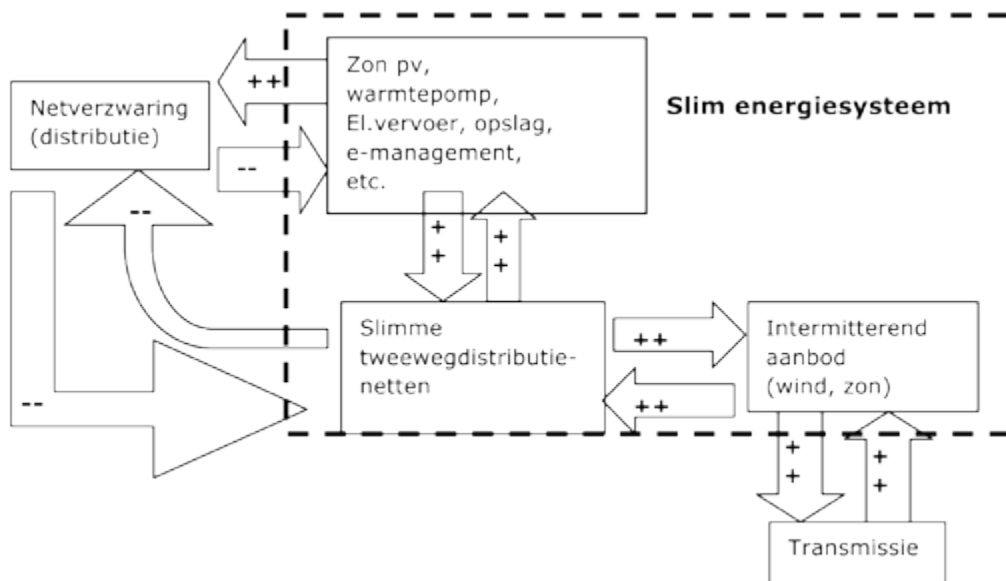 Netverzwaring
(distributie)
++
--
Zon pv,
warmtepomp,
El.vervoer, opslag,
e-management,
etc.
Slim energiesysteem
--
+
+
+
+
Slimme
tweewegdistributie-
netten
++
++
Intermitterend
aanbod
(wind, zon)
--
+
+
+
+
Transmissie